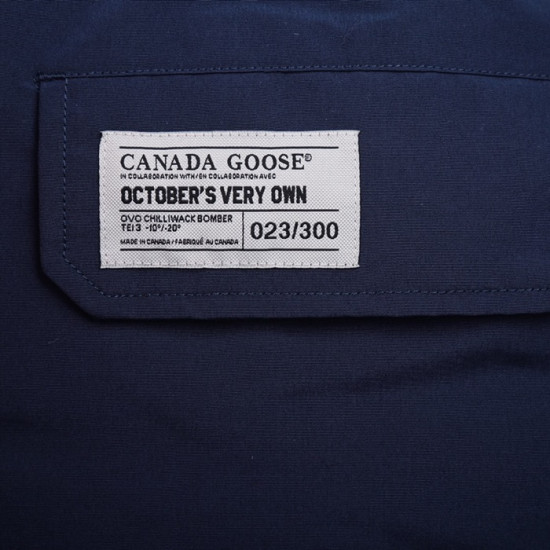 CANADA GOOSE®
IN COLLABORATION WITH/EN COLLABORATION AVEC
OCTOBER'S VERY OWN
OVO CHILLIWACK BOMBER
TEI 3 -10°/-20°
023/300
MADE IN CANADA/FABRIQUÉ AU CANADA